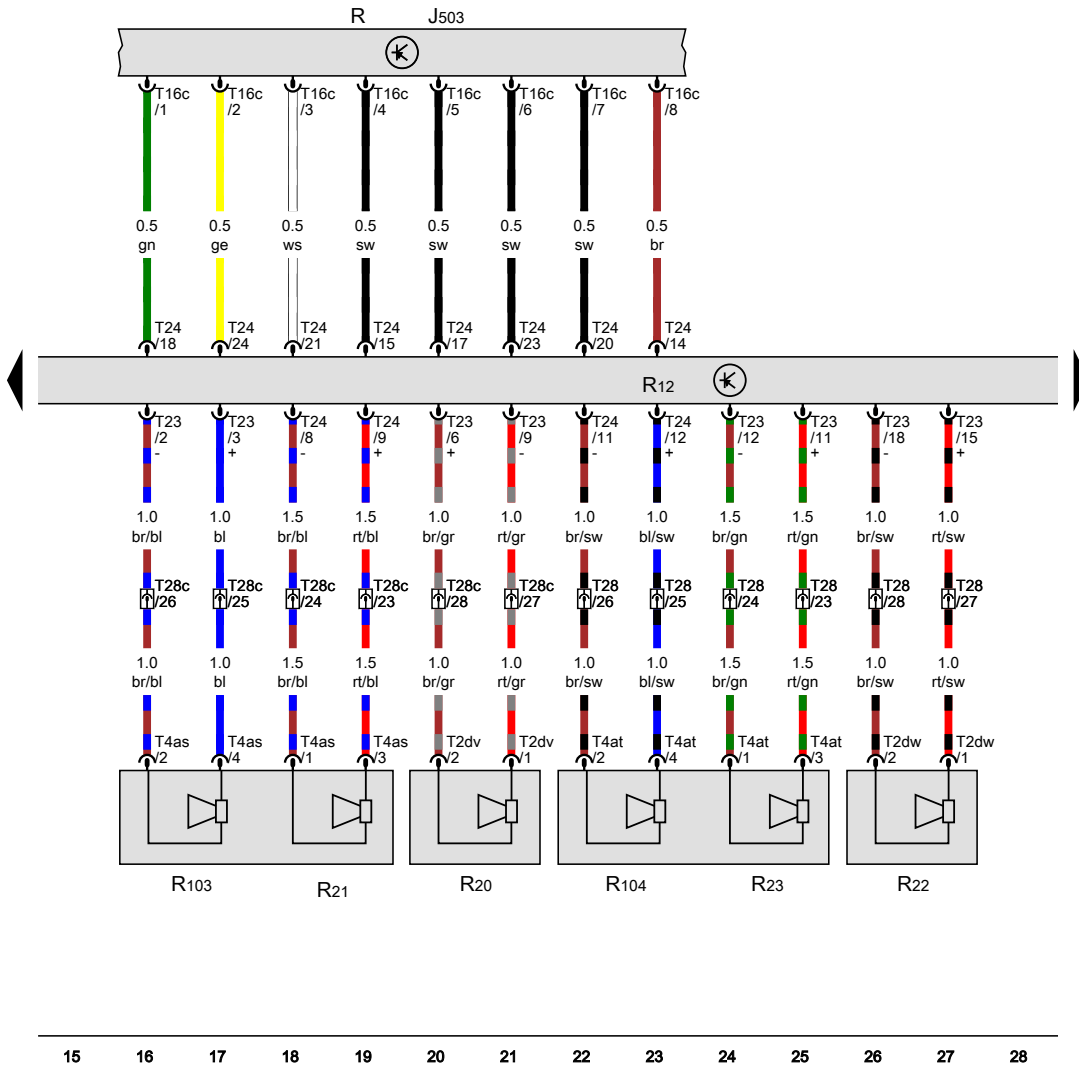 R J503
T16c T16c T16c T16c T16c T16c T16c T16c
/1 /2 /3 /4 /5 /6 /7 /8
0.5 0.5 0.5 0.5 0.5 0.5 0.5 0.5
gn ge ws sw sw sw sw br
T24 T24 T24 T24 T24 T24 T24 T24
/18 /24 /21 /15 /17 /23 /20 /14
R12
T23 T23 T24 T24 T23 T23 T24 T24 T23 T23 T23 T23
/2 /3 /8 /9 /6 /9 /11 /12 /12 /11 /18 /15
- + - + + - - + - + - +
1.0 1.0 1.5 1.5 1.0 1.0 1.0 1.0 1.5 1.5 1.0 1.0
br/bl bl br/bl rt/bl br/gr rt/gr br/sw bl/sw br/gn rt/gn br/sw rt/sw
T28c T28c T28c T28c T28c T28c T28 T28 T28 T28 T28 T28
/26 /25 /24 /23 /28 /27 /26 /25 /24 /23 /28 /27
1.0 1.0 1.5 1.5 1.0 1.0 1.0 1.0 1.5 1.5 1.0 1.0
br/bl bl br/bl rt/bl br/gr rt/gr br/sw bl/sw br/gn rt/gn br/sw rt/sw
T4as T4as T4as T4as T2dv T2dv T4at T4at T4at T4at T2dw T2dw
/2 /4 /1 /3 /2 /1 /2 /4 /1 /3 /2 /1
R103 R21 R20 R104 R23 R22
15 16 17 18 19 20 21 22 23 24 25 26 27 28